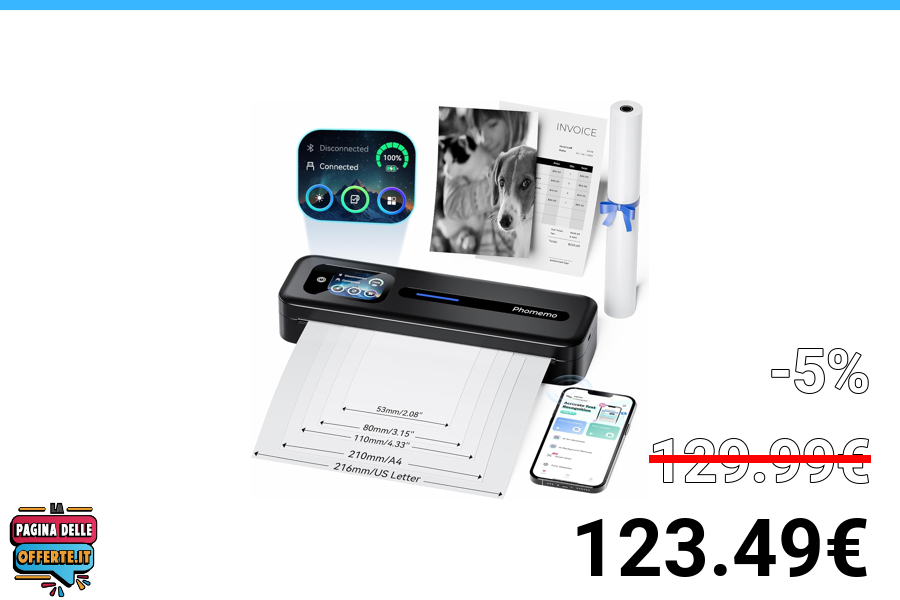 Disconnected
Connected
100%
INVOICE
Phomemo
53mm/2.08"
80mm/3.15"
110mm/4.33"
210mm/A4
216mm/US Letter
-5%
129.99€
123.49€
LA
PAGINA DELLE
OFFERTE.IT